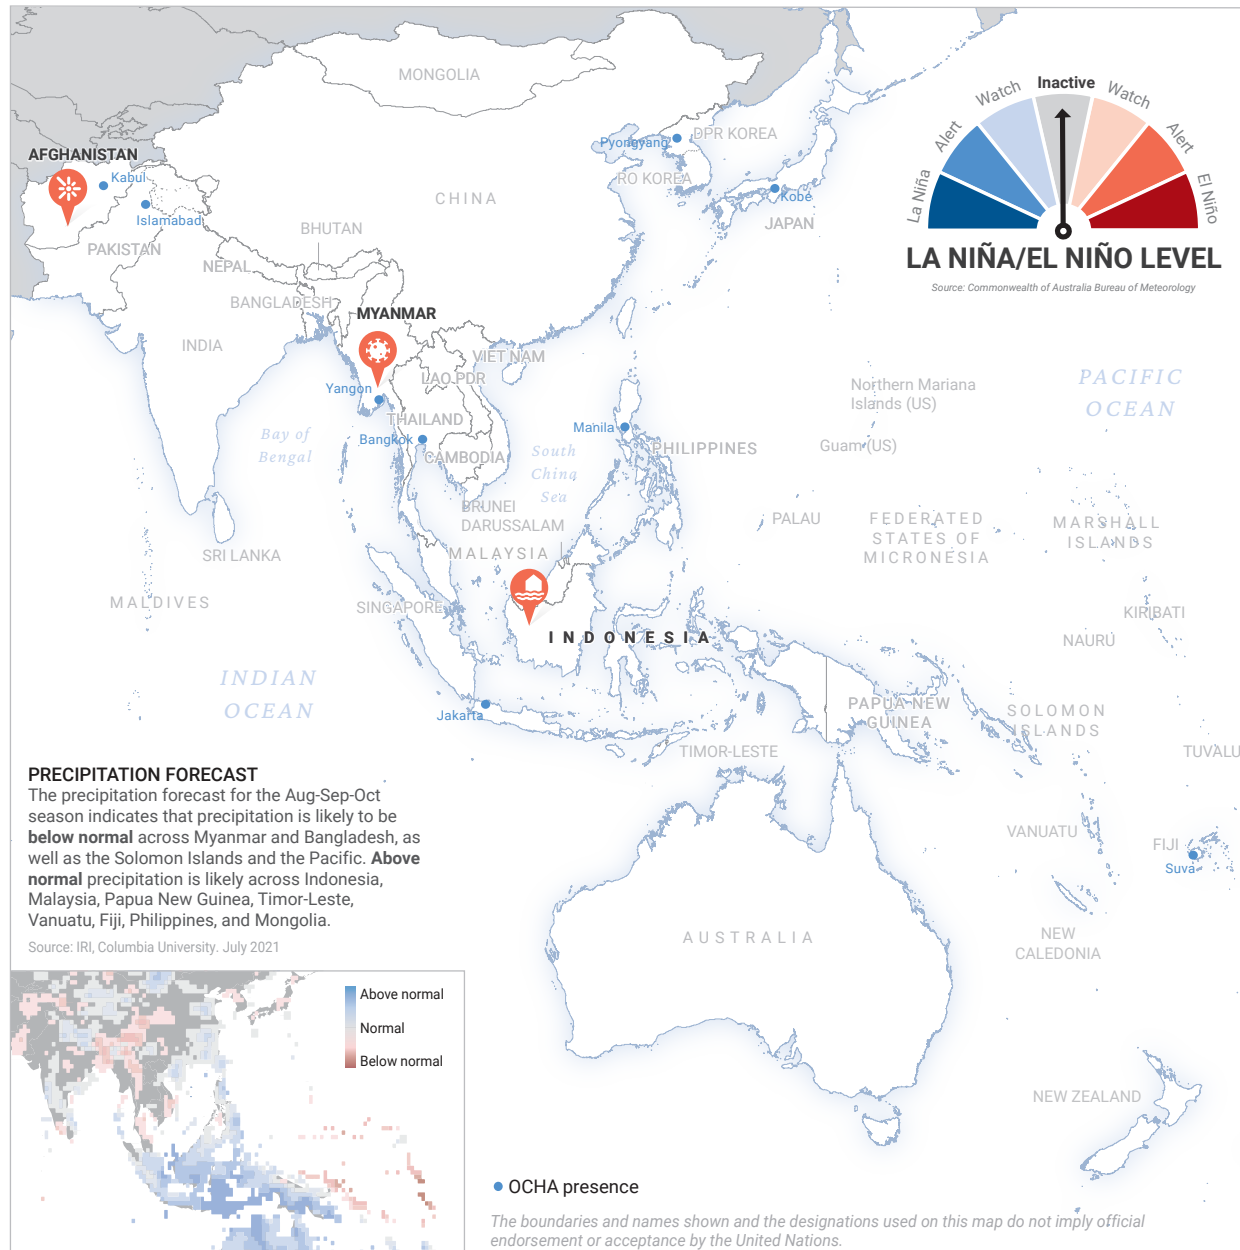 MONGOLIA
Inactive
Watch
Watch
Alert
Alert
La Niña
El Niño
LA NIÑA/EL NIÑO LEVEL
Source: Commonwealth of Australia Bureau of Meteorology
DPR KOREA
Pyongyang
AFGHANISTAN
Kabul
RO KOREA
Kobe
CHINA
Islamabad
JAPAN
BHUTAN
PAKISTAN
NEPAL
BANGLADESH
MYANMAR
INDIA
VIET NAM
LAO PDR
Yangon
Northern Mariana
Islands (US)
PACIFIC
OCEAN
THAILAND
Manila
Bay of
Bengal
Bangkok
South
China
Sea
PHILIPPINES
Guam (US)
CAMBODIA
BRUNEI
DARUSSALAM
PALAU
FEDERATED
STATES OF
MICRONESIA
MARSHALL
ISLANDS
SRI LANKA
MALAYSIA
MALDIVES
SINGAPORE
KIRIBATI
INDONESIA
NAURU
INDIAN
OCEAN
Jakarta
PAPUA NEW
GUINEA
SOLOMON
ISLANDS
TIMOR-LESTE
TUVALU
PRECIPITATION FORECAST
The precipitation forecast for the Aug-Sep-Oct
season indicates that precipitation is likely to be
below normal across Myanmar and Bangladesh, as
well as the Solomon Islands and the Pacific. Above
normal precipitation is likely across Indonesia,
Malaysia, Papua New Guinea, Timor-Leste,
Vanuatu, Fiji, Philippines, and Mongolia.
Source: IRI, Columbia University. July 2021
VANUATU
FIJI
Suva
AUSTRALIA
NEW
CALEDONIA
Above normal
Normal
Below normal
NEW ZEALAND
OCHA presence
The boundaries and names shown and the designations used on this map do not imply official
endorsement or acceptance by the United Nations.